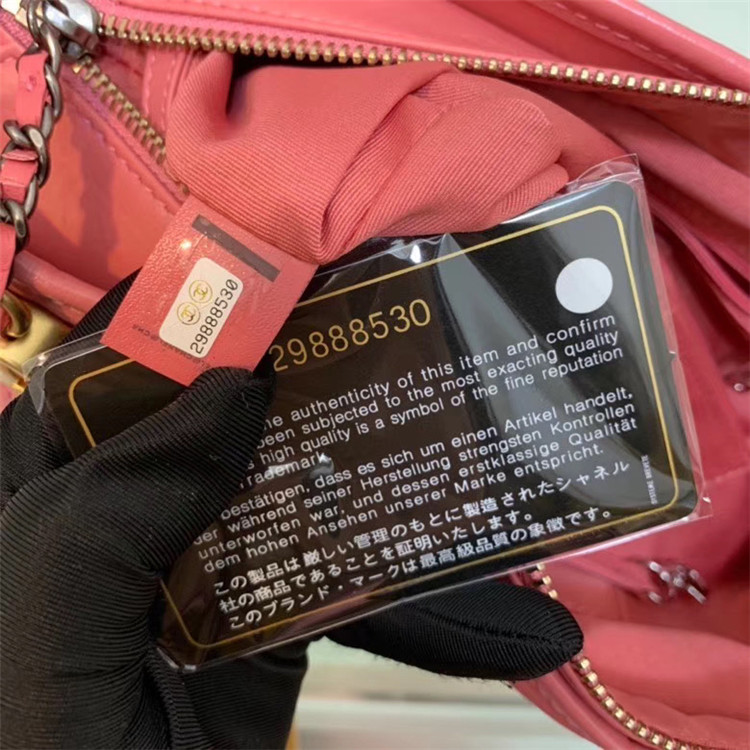 29888530
29888530
he authenticity of this item and confirm
been subjected to the most exacting quality
s high quality is a symbol of the fine reputation
trademark.
bestätigen, dass es sich um einen Artikel handelt,
der während seiner Herstellung strengsten Kontrollen
unterworfen war, und dessen erstklassige Qualität
dem hohen Ansehen unserer Marke entspricht.
この製品は厳しい管理のもとに製造されたシャネル
社の商品であることを証明いたします。
このブランド・マークは最高級品質の象徴です。